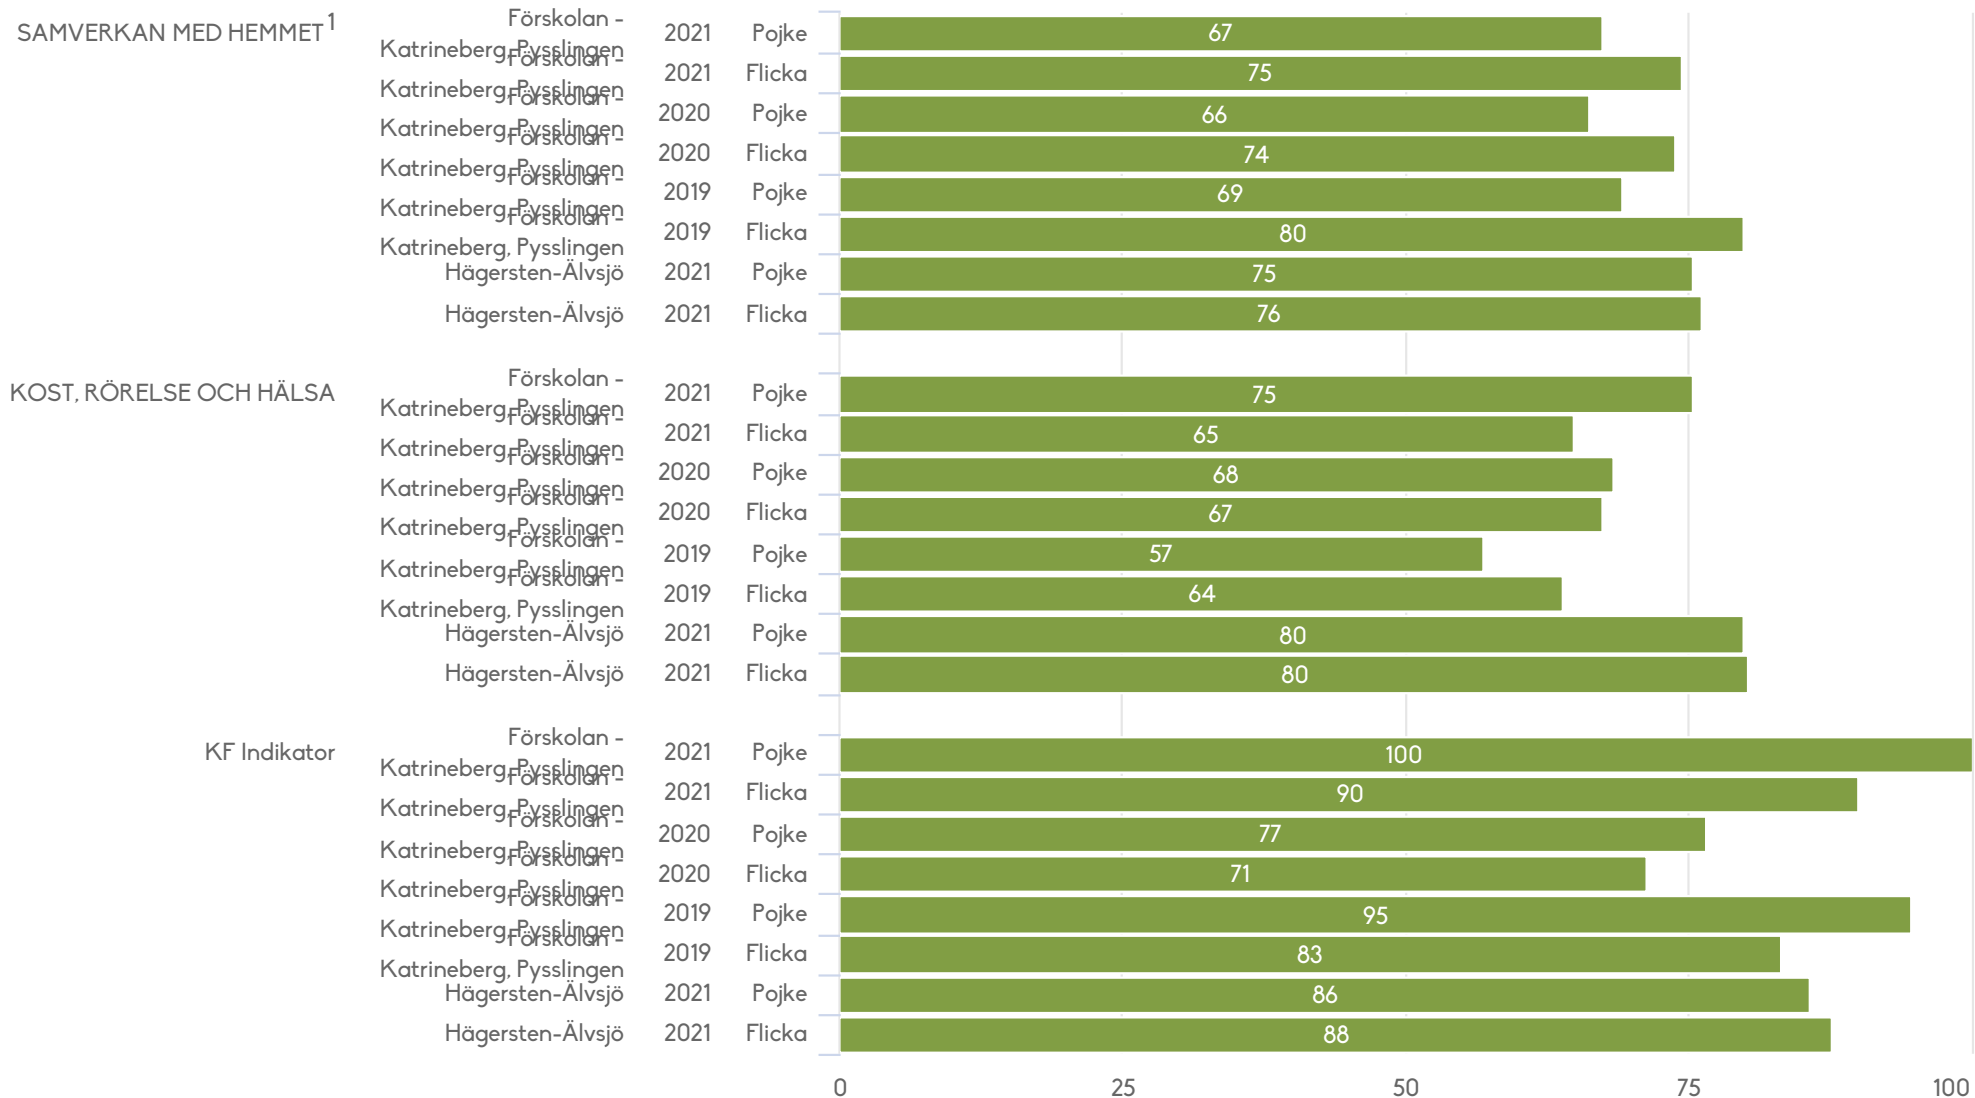 SAMVERKAN MED HEMMET1
Förskolan -
Katrineberg, Pysslingen 2021 Pojke 67
Förskolan -
Katrineberg, Pysslingen 2021 Flicka 75
Förskolan -
Katrineberg, Pysslingen 2020 Pojke 66
Förskolan -
Katrineberg, Pysslingen 2020 Flicka 74
Förskolan -
Katrineberg, Pysslingen 2019 Pojke 69
Förskolan -
Katrineberg, Pysslingen 2019 Flicka 80
Hägersten-Älvsjö 2021 Pojke 75
Hägersten-Älvsjö 2021 Flicka 76
KOST, RÖRELSE OCH HÄLSA
Förskolan -
Katrineberg, Pysslingen 2021 Pojke 75
Förskolan -
Katrineberg, Pysslingen 2021 Flicka 65
Förskolan -
Katrineberg, Pysslingen 2020 Pojke 68
Förskolan -
Katrineberg, Pysslingen 2020 Flicka 67
Förskolan -
Katrineberg, Pysslingen 2019 Pojke 57
Förskolan -
Katrineberg, Pysslingen 2019 Flicka 64
Hägersten-Älvsjö 2021 Pojke 80
Hägersten-Älvsjö 2021 Flicka 80
KF Indikator
Förskolan -
Katrineberg, Pysslingen 2021 Pojke 100
Förskolan -
Katrineberg, Pysslingen 2021 Flicka 90
Förskolan -
Katrineberg, Pysslingen 2020 Pojke 77
Förskolan -
Katrineberg, Pysslingen 2020 Flicka 71
Förskolan -
Katrineberg, Pysslingen 2019 Pojke 95
Förskolan -
Katrineberg, Pysslingen 2019 Flicka 83
Hägersten-Älvsjö 2021 Pojke 86
Hägersten-Älvsjö 2021 Flicka 88
0 25 50 75 100